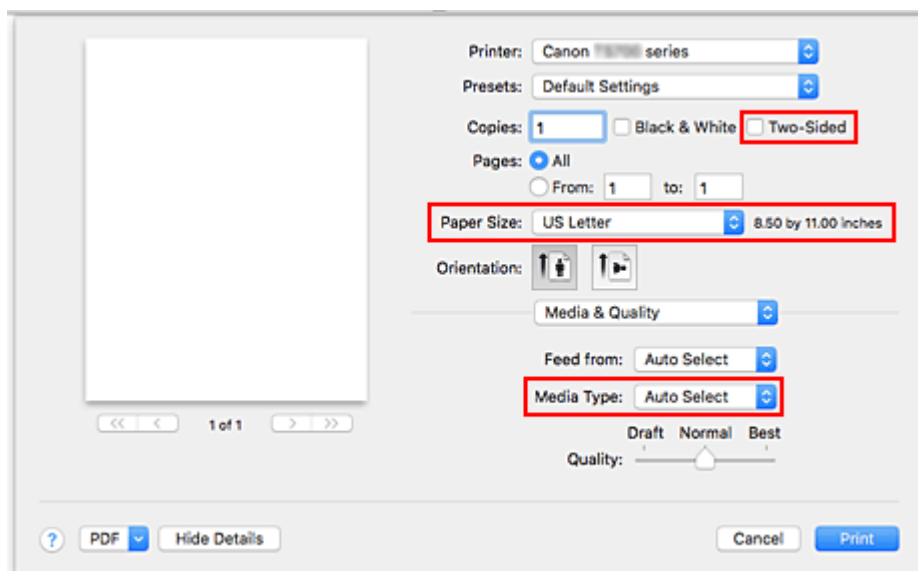 Printer: Canon series
Presets: Default Settings
Copies: 1 Black & White Two-Sided
Pages: All
From: 1 to: 1
Paper Size: US Letter 8.50 by 11.00 inches
Orientation:
Media & Quality
Feed from: Auto Select
Media Type: Auto Select
<< < 1 of 1 > >>
Draft Normal Best
Quality:
? PDF Hide Details Cancel Print